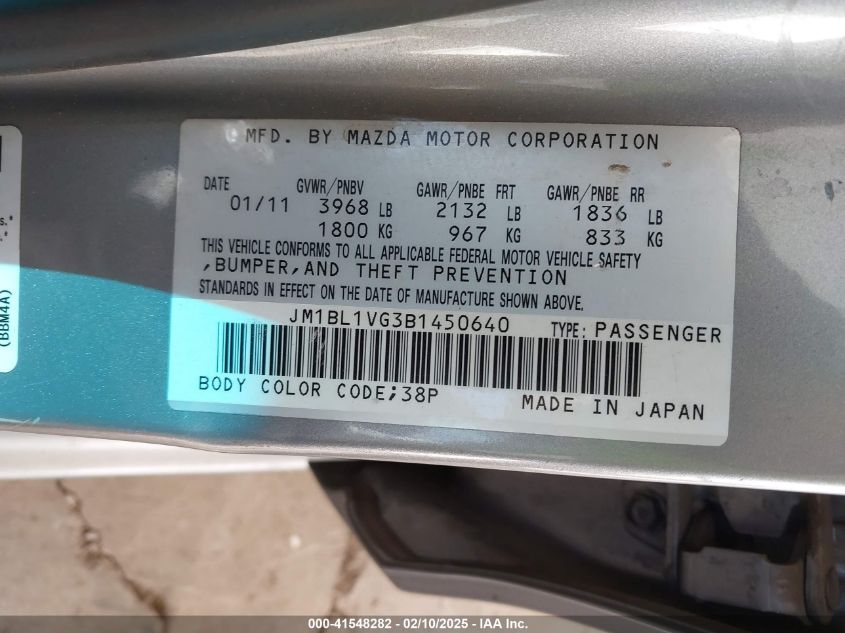 MFD. BY MAZDA MOTOR CORPORATION
DATE GVWR/PNBV GAWR/PNBE FRT GAWR/PNBE RR
01/11 3968 LB 2132 LB 1836 LB
1800 KG 967 KG 833 KG
THIS VEHICLE CONFORMS TO ALL APPLICABLE FEDERAL MOTOR VEHICLE SAFETY
,BUMPER,AND THEFT PREVENTION
STANDARDS IN EFFECT ON THE DATE OF MANUFACTURE SHOWN ABOVE.
JM1BL1VG3B1450640 TYPE: PASSENGER
BODY COLOR CODE;38P MADE IN JAPAN
(BBM4A)
000-41548282 - 02/10/2025 - IAA Inc.